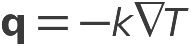 𝐪 = −k∇T